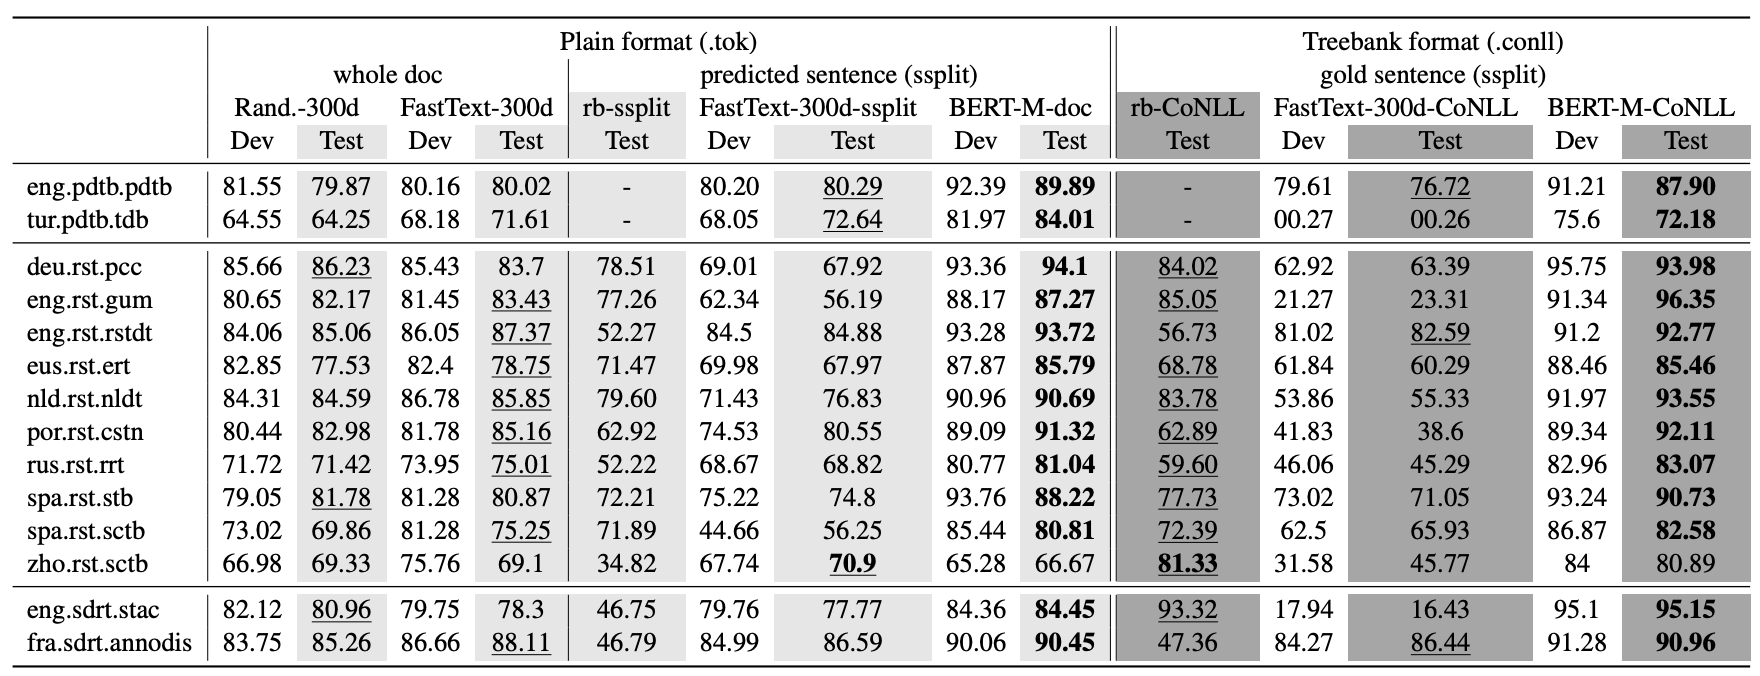 Plain format (.tok) Treebank format (.conll)
whole doc predicted sentence (ssplit) gold sentence (ssplit)
Rand.-300d FastText-300d rb-ssplit FastText-300d-ssplit BERT-M-doc rb-CoNLL FastText-300d-CoNLL BERT-M-CoNLL
Dev Test Dev Test Test Dev Test Dev Test Test Dev Test Dev Test
eng.pdtb.pdtb 81.55 79.87 80.16 80.02 - 80.20 80.29 92.39 89.89 - 79.61 76.72 91.21 87.90
tur.pdtb.tdb 64.55 64.25 68.18 71.61 - 68.05 72.64 81.97 84.01 - 00.27 00.26 75.6 72.18
deu.rst.pcc 85.66 86.23 85.43 83.7 78.51 69.01 67.92 93.36 94.1 84.02 62.92 63.39 95.75 93.98
eng.rst.gum 80.65 82.17 81.45 83.43 77.26 62.34 56.19 88.17 87.27 85.05 21.27 23.31 91.34 96.35
eng.rst.rstdt 84.06 85.06 86.05 87.37 52.27 84.5 84.88 93.28 93.72 56.73 81.02 82.59 91.2 92.77
eus.rst.ert 82.85 77.53 82.4 78.75 71.47 69.98 67.97 87.87 85.79 68.78 61.84 60.29 88.46 85.46
nld.rst.nldt 84.31 84.59 86.78 85.85 79.60 71.43 76.83 90.96 90.69 83.78 53.86 55.33 91.97 93.55
por.rst.cstn 80.44 82.98 81.78 85.16 62.92 74.53 80.55 89.09 91.32 62.89 41.83 38.6 89.34 92.11
rus.rst.rrt 71.72 71.42 73.95 75.01 52.22 68.67 68.82 80.77 81.04 59.60 46.06 45.29 82.96 83.07
spa.rst.stb 79.05 81.78 81.28 80.87 72.21 75.22 74.8 93.76 88.22 77.73 73.02 71.05 93.24 90.73
spa.rst.sctb 73.02 69.86 81.28 75.25 71.89 44.66 56.25 85.44 80.81 72.39 62.5 65.93 86.87 82.58
zho.rst.sctb 66.98 69.33 75.76 69.1 34.82 67.74 70.9 65.28 66.67 81.33 31.58 45.77 84 80.89
eng.sdrt.stac 82.12 80.96 79.75 78.3 46.75 79.76 77.77 84.36 84.45 93.32 17.94 16.43 95.1 95.15
fra.sdrt.annodis 83.75 85.26 86.66 88.11 46.79 84.99 86.59 90.06 90.45 47.36 84.27 86.44 91.28 90.96